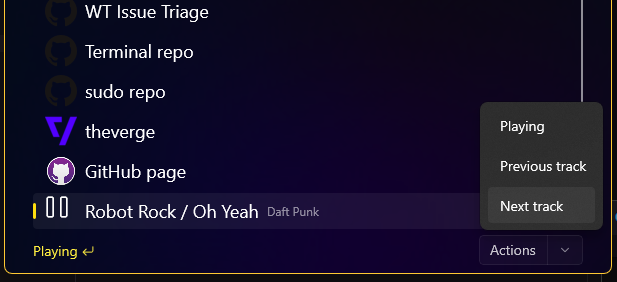 WT Issue Triage
Terminal repo
sudo repo
theverge
GitHub page
Robot Rock / Oh Yeah Daft Punk
Playing
Previous track
Next track
Playing
Actions